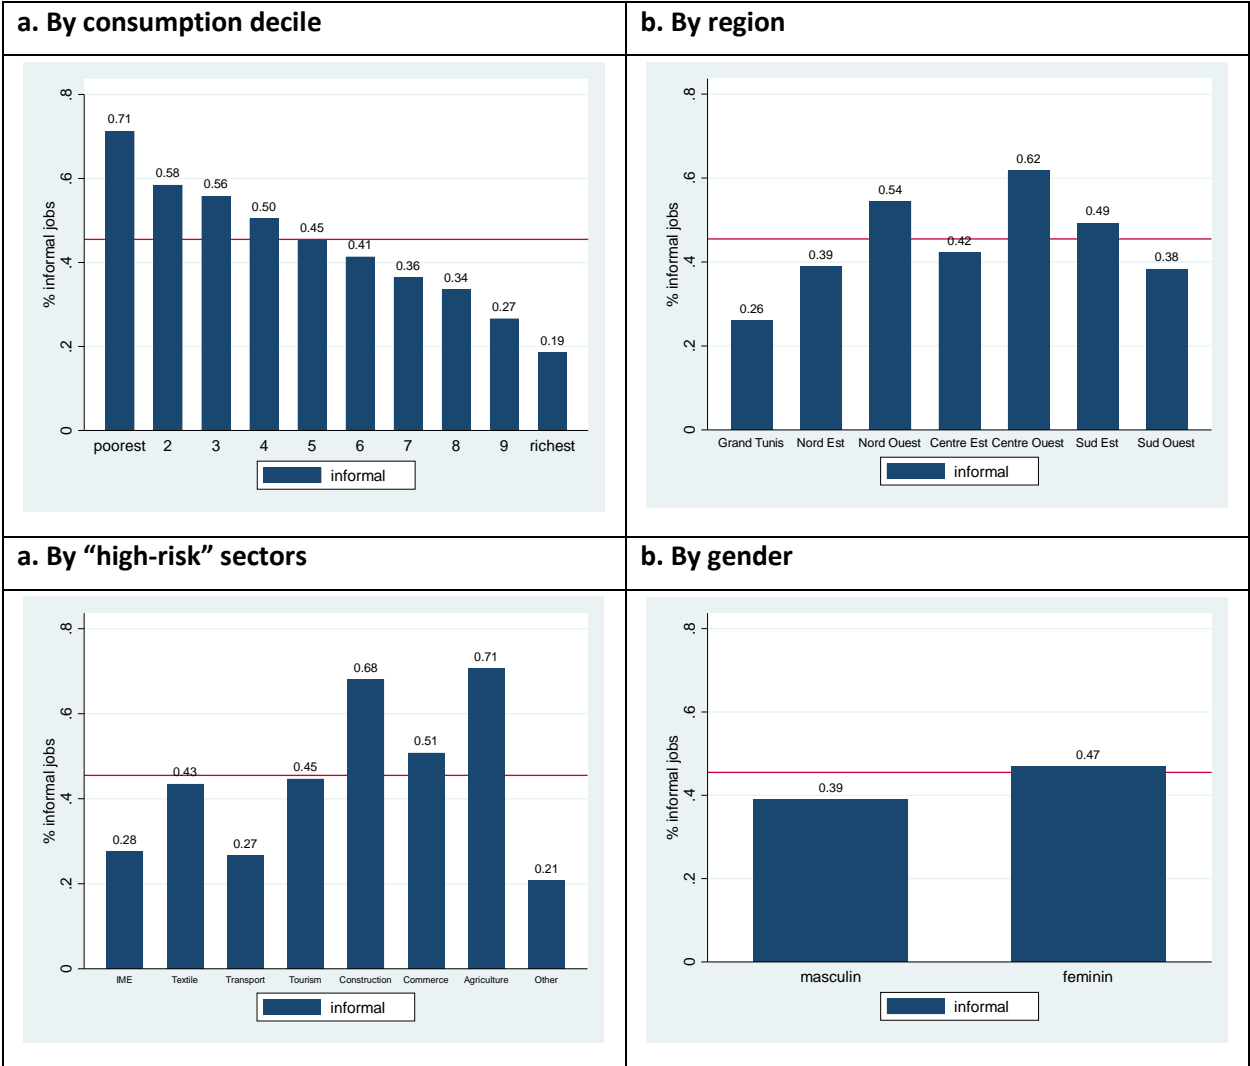 a. By consumption decile
b. By region
% informal jobs
.8
.6
.4
.2
0
0.71
0.58
0.56
0.50
0.45
0.41
0.36
0.34
0.27
0.19
poorest 2 3 4 5 6 7 8 9 richest
informal
% informal jobs
.8
.6
.4
.2
0
0.26
0.39
0.54
0.42
0.62
0.49
0.38
Grand Tunis Nord Est Nord Ouest Centre Est Centre Ouest Sud Est Sud Ouest
informal
a. By “high-risk” sectors
b. By gender
% informal jobs
.8
.6
.4
.2
0
0.28
0.43
0.27
0.45
0.68
0.51
0.71
0.21
IME Textile Transport Tourism Construction Commerce Agriculture Other
informal
% informal jobs
.8
.6
.4
.2
0
0.39
0.47
masculin feminin
informal